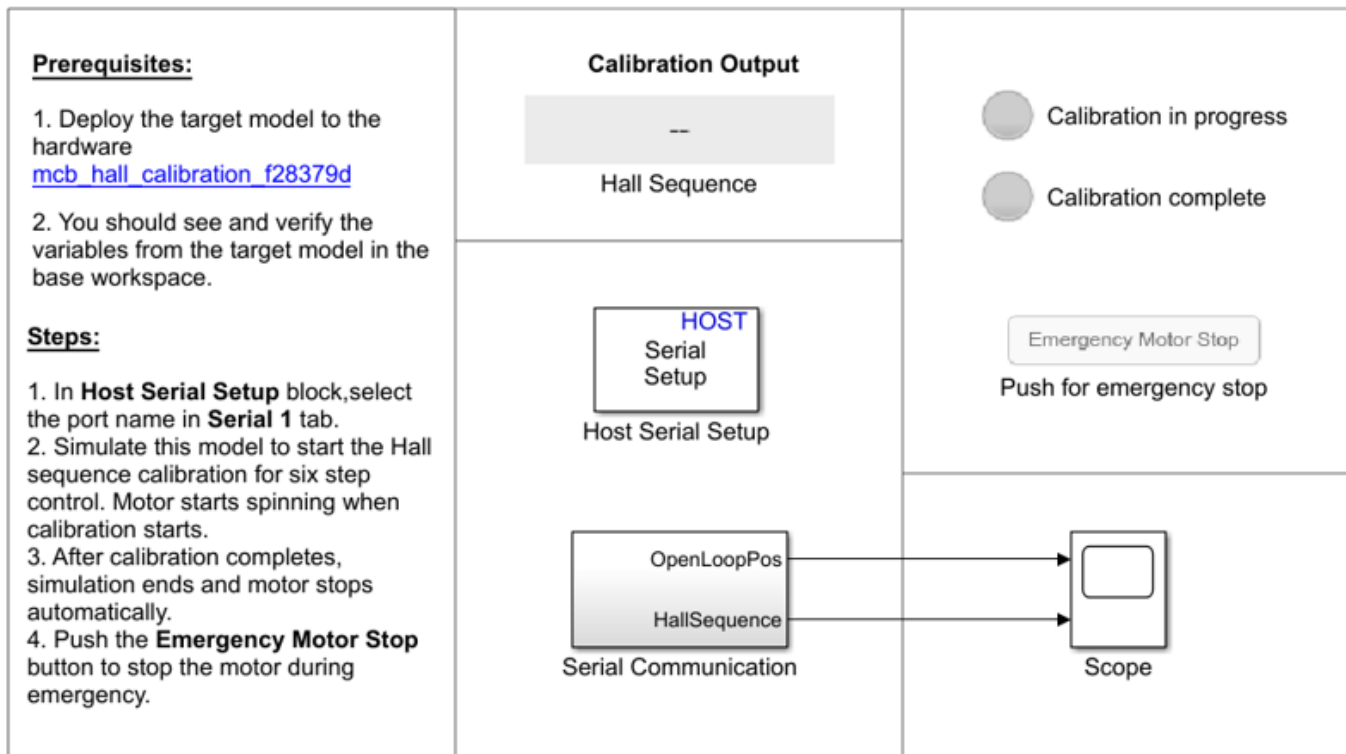 Prerequisites:
1. Deploy the target model to the
hardware
mcb_hall_calibration_f28379d
2. You should see and verify the
variables from the target model in the
base workspace.
Steps:
1. In Host Serial Setup block,select
the port name in Serial 1 tab.
2. Simulate this model to start the Hall
sequence calibration for six step
control. Motor starts spinning when
calibration starts.
3. After calibration completes,
simulation ends and motor stops
automatically.
4. Push the Emergency Motor Stop
button to stop the motor during
emergency.
Calibration Output
--
Hall Sequence
HOST
Serial
Setup
Host Serial Setup
OpenLoopPos
HallSequence
Serial Communication
Calibration in progress
Calibration complete
Emergency Motor Stop
Push for emergency stop
Scope